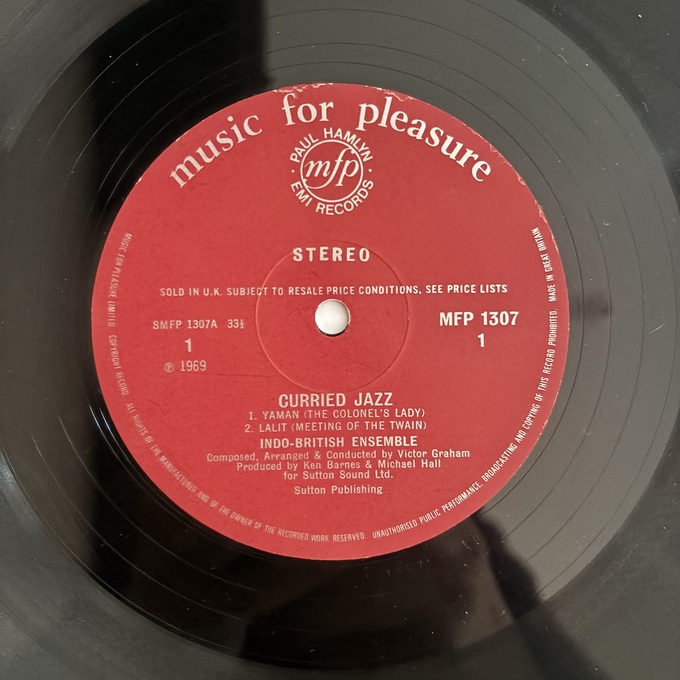 music for pleasure
PAUL HAMLYN
mfp
EMI RECORDS
STEREO
SOLD IN U.K. SUBJECT TO RESALE PRICE CONDITIONS, SEE PRICE LISTS
SMFP 1307A 33⅓
MFP 1307
1
1
℗ 1969
CURRIED JAZZ
1. YAMAN (THE COLONEL'S LADY)
2. LALIT (MEETING OF THE TWAIN)
INDO-BRITISH ENSEMBLE
Composed, Arranged & Conducted by Victor Graham
Produced by Ken Barnes & Michael Hall
for Sutton Sound Ltd.
Sutton Publishing
MUSIC FOR PLEASURE LIMITED. COPYRIGHT RECORD. ALL RIGHTS OF THE MANUFACTURER AND OF THE OWNER OF THE RECORDED WORK RESERVED. UNAUTHORISED PUBLIC PERFORMANCE, BROADCASTING AND COPYING OF THIS RECORD PROHIBITED. MADE IN GREAT BRITAIN